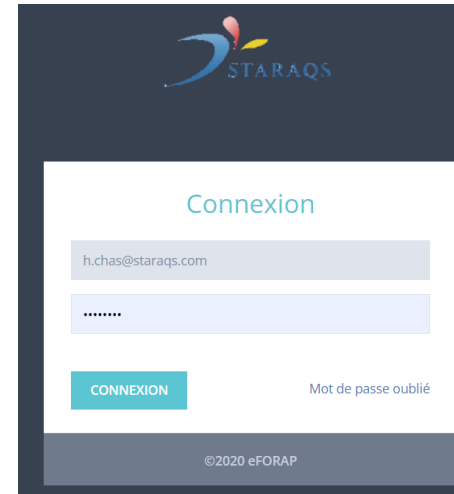 STARAQS
Connexion
h.chas@staraqs.com
••••••••
CONNEXION
Mot de passe oublié
©2020 eFORAP